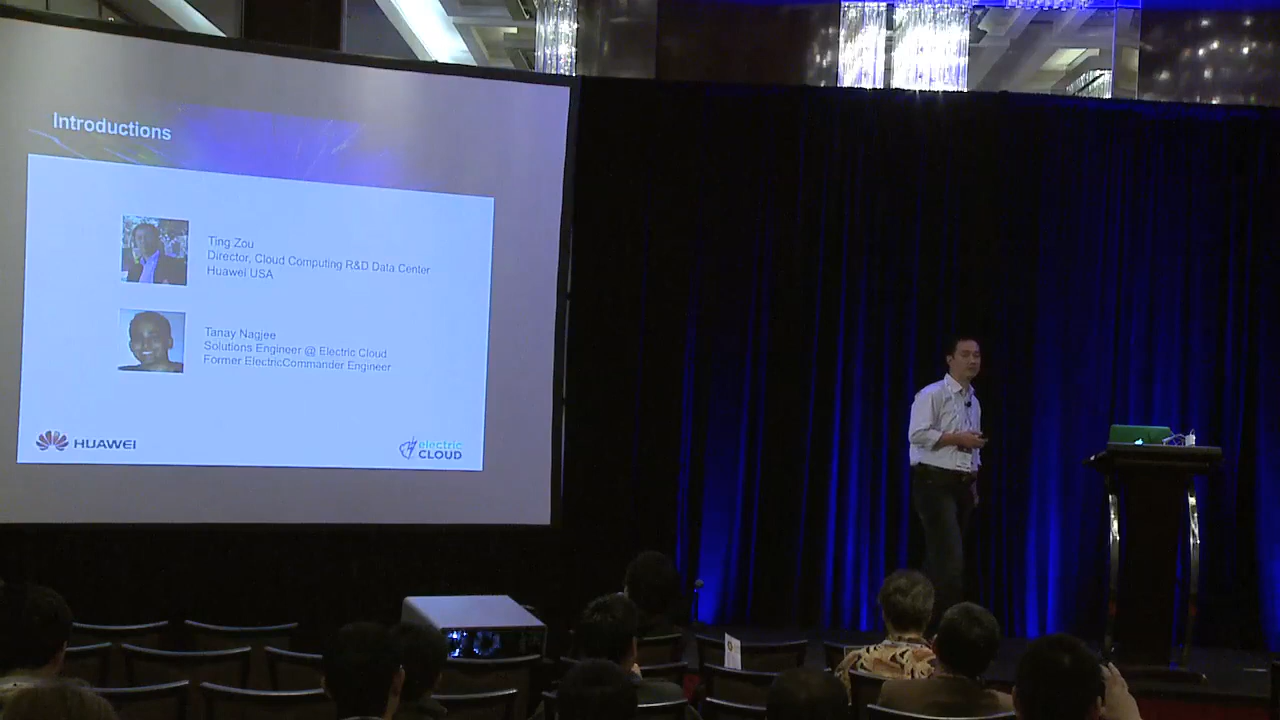 Introductions
Ting Zou
Director, Cloud Computing R&D Data Center
Huawei USA
Tanay Nagjee
Solutions Engineer @ Electric Cloud
Former ElectricCommander Engineer
HUAWEI
electric
CLOUD